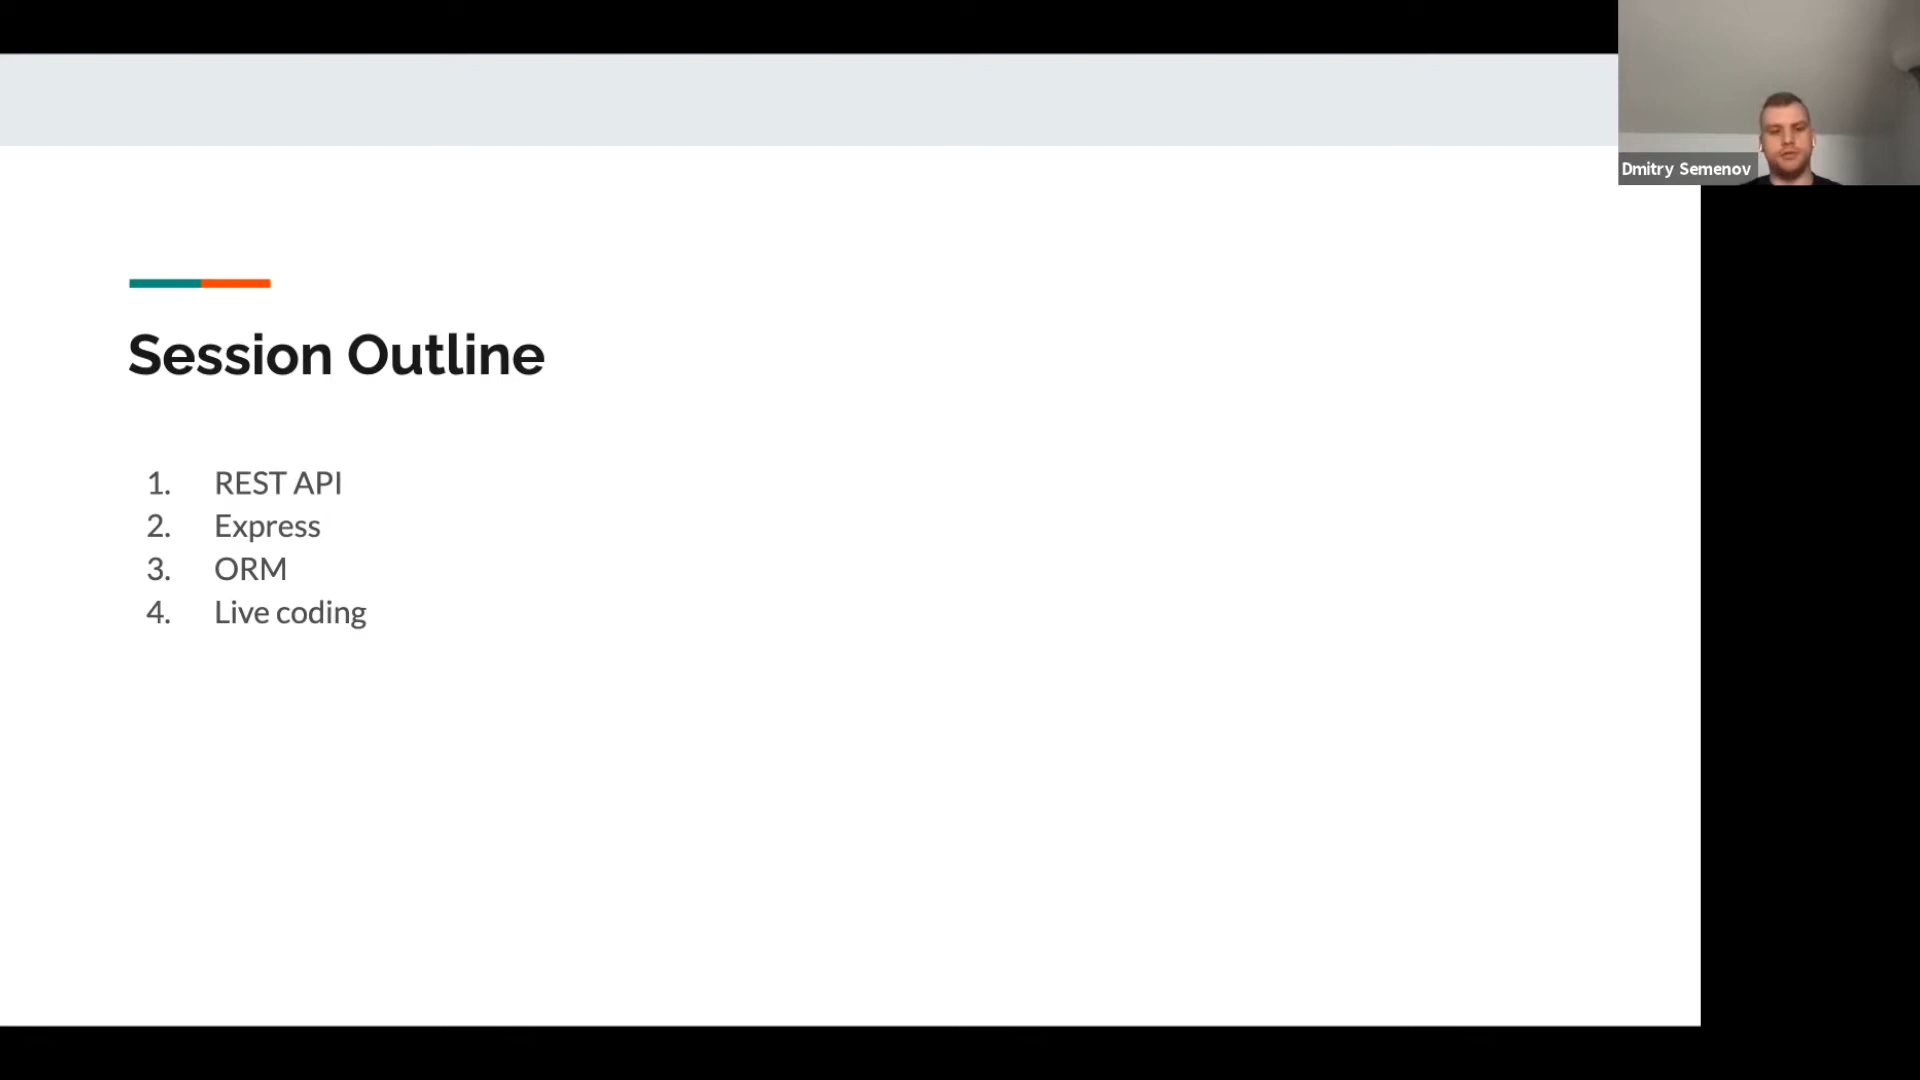 Dmitry Semenov
Session Outline
1. REST API
2. Express
3. ORM
4. Live coding